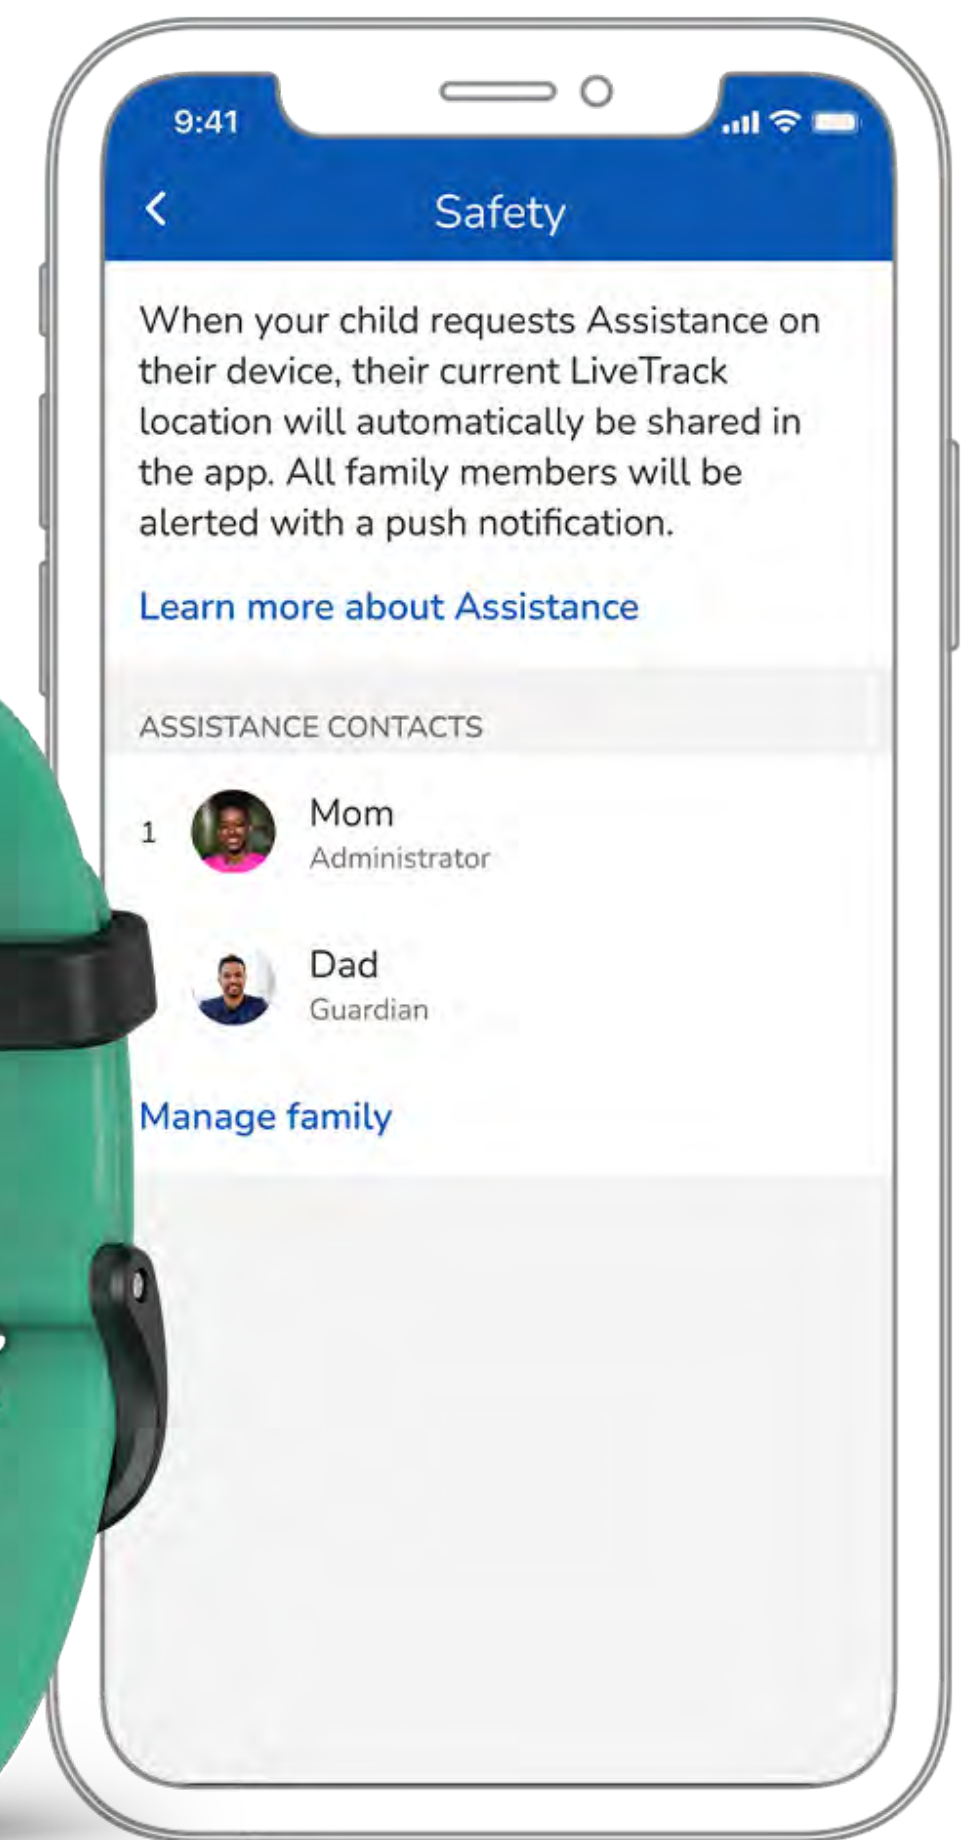 9:41
Safety
When your child requests Assistance on
their device, their current LiveTrack
location will automatically be shared in
the app. All family members will be
alerted with a push notification.
Learn more about Assistance
ASSISTANCE CONTACTS
1
Mom
Administrator
Dad
Guardian
Manage family